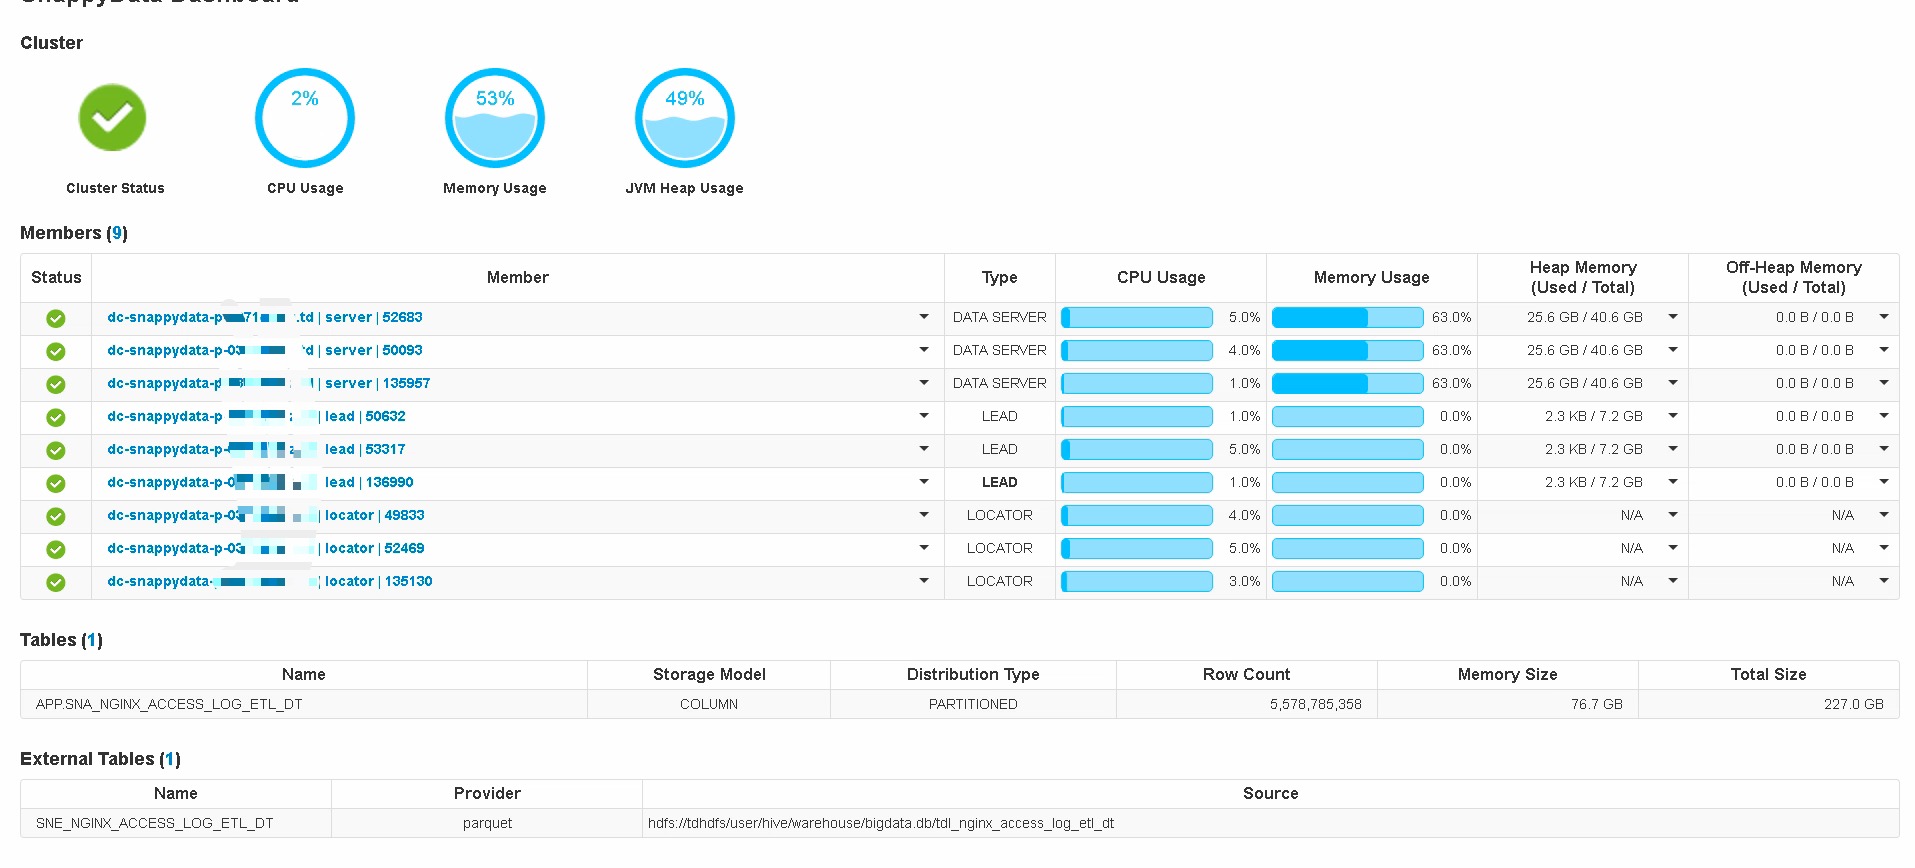 SnappyData Dashboard
Cluster
2% 53% 49%
Cluster Status CPU Usage Memory Usage JVM Heap Usage
Members (9)
Status Member Type CPU Usage Memory Usage Heap Memory (Used / Total) Off-Heap Memory (Used / Total)
dc-snappydata-p 71 .td | server | 52683 DATA SERVER 5.0% 63.0% 25.6 GB / 40.6 GB 0.0 B / 0.0 B
dc-snappydata-p-03 td | server | 50093 DATA SERVER 4.0% 63.0% 25.6 GB / 40.6 GB 0.0 B / 0.0 B
dc-snappydata-p | server | 135957 DATA SERVER 1.0% 63.0% 25.6 GB / 40.6 GB 0.0 B / 0.0 B
dc-snappydata-p | lead | 50632 LEAD 1.0% 0.0% 2.3 KB / 7.2 GB 0.0 B / 0.0 B
dc-snappydata-p lead | 53317 LEAD 5.0% 0.0% 2.3 KB / 7.2 GB 0.0 B / 0.0 B
dc-snappydata-p-0 lead | 136990 LEAD 1.0% 0.0% 2.3 KB / 7.2 GB 0.0 B / 0.0 B
dc-snappydata-p-03 | locator | 49833 LOCATOR 4.0% 0.0% N/A N/A
dc-snappydata-p-03 | locator | 52469 LOCATOR 5.0% 0.0% N/A N/A
dc-snappydata- | locator | 135130 LOCATOR 3.0% 0.0% N/A N/A
Tables (1)
Name Storage Model Distribution Type Row Count Memory Size Total Size
APP.SNA_NGINX_ACCESS_LOG_ETL_DT COLUMN PARTITIONED 5,578,785,358 76.7 GB 227.0 GB
External Tables (1)
Name Provider Source
SNE_NGINX_ACCESS_LOG_ETL_DT parquet hdfs://tdhdfs/user/hive/warehouse/bigdata.db/tdl_nginx_access_log_etl_dt